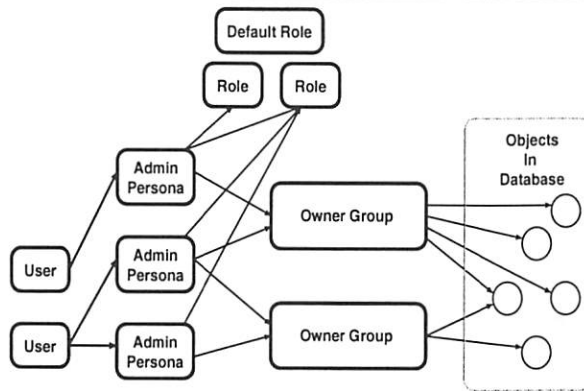 Default Role
Role
Role
Objects
In
Database
Admin
Persona
Owner Group
Admin
Persona
User
Owner Group
User
Admin
Persona